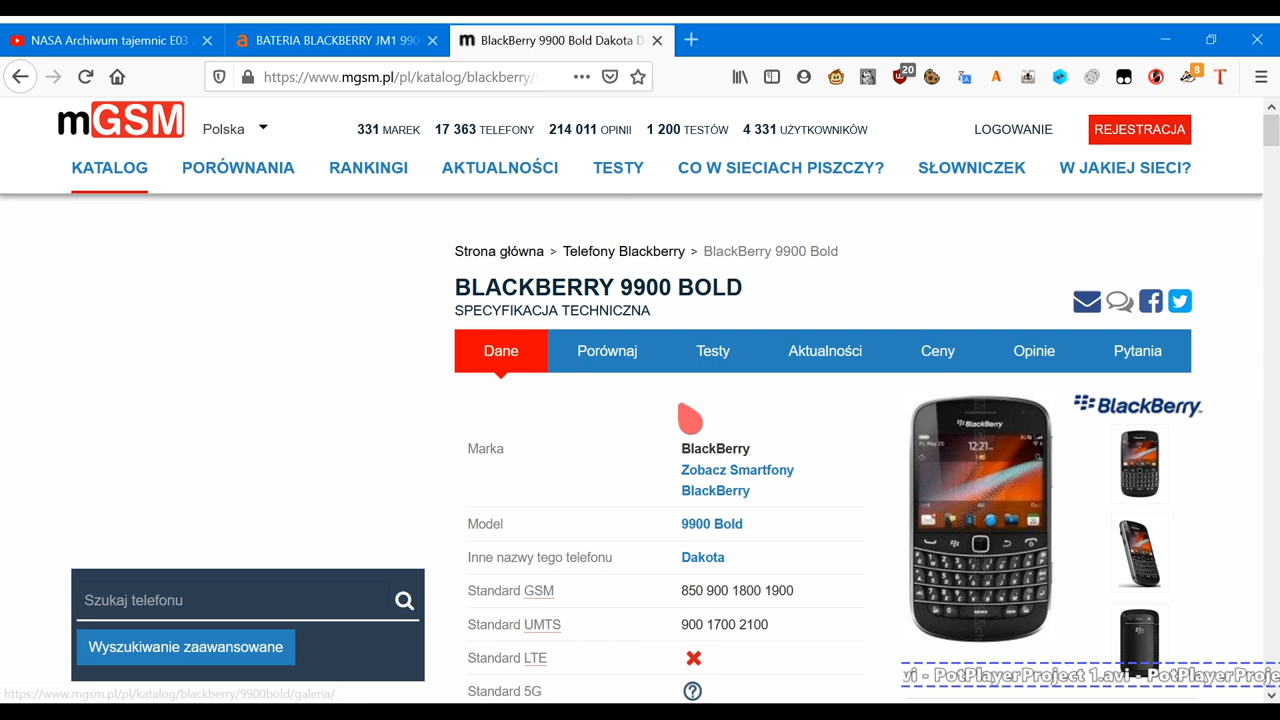 NASA Archiwum tajemnic E03
BATERIA BLACKBERRY JM1 990
BlackBerry 9900 Bold Dakota D
https://www.mgsm.pl/pl/katalog/blackberry/
20
8
mGSM
Polska
331 MAREK 17 363 TELEFONY 214 011 OPINII 1 200 TESTÓW 4 331 UŻYTKOWNIKÓW
LOGOWANIE
REJESTRACJA
KATALOG PORÓWNANIA RANKINGI AKTUALNOŚCI TESTY CO W SIECIACH PISZCZY? SŁOWNICZEK W JAKIEJ SIECI?
Strona główna > Telefony Blackberry > BlackBerry 9900 Bold
BLACKBERRY 9900 BOLD
SPECYFIKACJA TECHNICZNA
Dane Porównaj Testy Aktualności Ceny Opinie Pytania
BlackBerry.
BlackBerry
12:21
Marka BlackBerry
Zobacz Smartfony
BlackBerry
Model 9900 Bold
Inne nazwy tego telefonu Dakota
Standard GSM 850 900 1800 1900
Standard UMTS 900 1700 2100
Standard LTE
Standard 5G
Szukaj telefonu
Wyszukiwanie zaawansowane
vi - PotPlayerProject 1.avi - PotPlayerProje
https://www.mgsm.pl/pl/katalog/blackberry/9900bold/galeria/